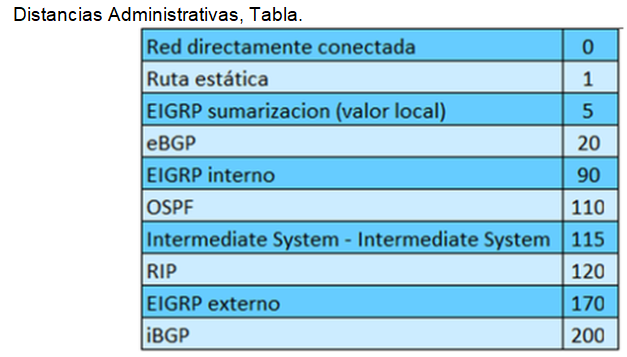 Distancias Administrativas, Tabla.
Red directamente conectada 0
Ruta estática 1
EIGRP sumarizacion (valor local) 5
eBGP 20
EIGRP interno 90
OSPF 110
Intermediate System - Intermediate System 115
RIP 120
EIGRP externo 170
iBGP 200